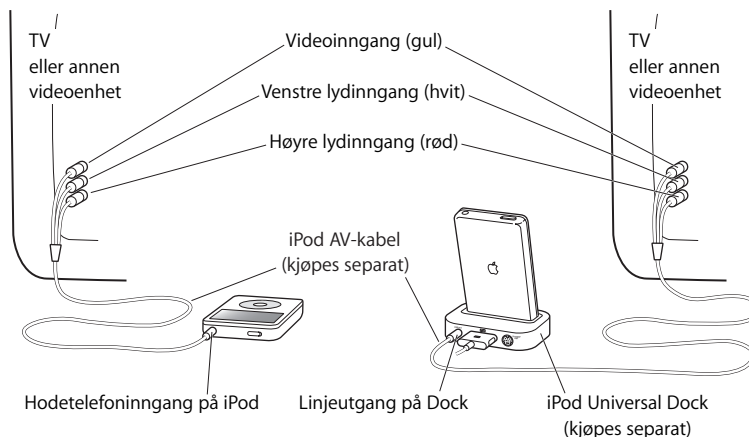 TV
eller annen
videoenhet
Videoinngang (gul)
Venstre lydinngang (hvit)
Høyre lydinngang (rød)
TV
eller annen
videoenhet
iPod AV-kabel
(kjøpes separat)
Hodetelefoninngang på iPod
Linjeutgang på Dock
iPod Universal Dock
(kjøpes separat)